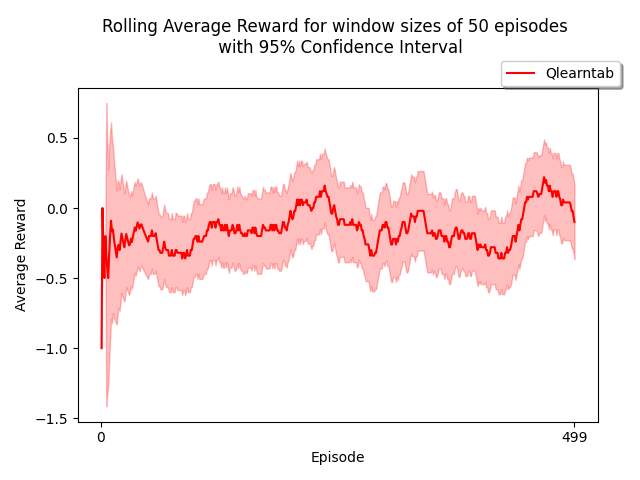 Rolling Average Reward for window sizes of 50 episodes
with 95% Confidence Interval
Qlearntab
Average Reward
0.5
0.0
−0.5
−1.0
−1.5
0
499
Episode